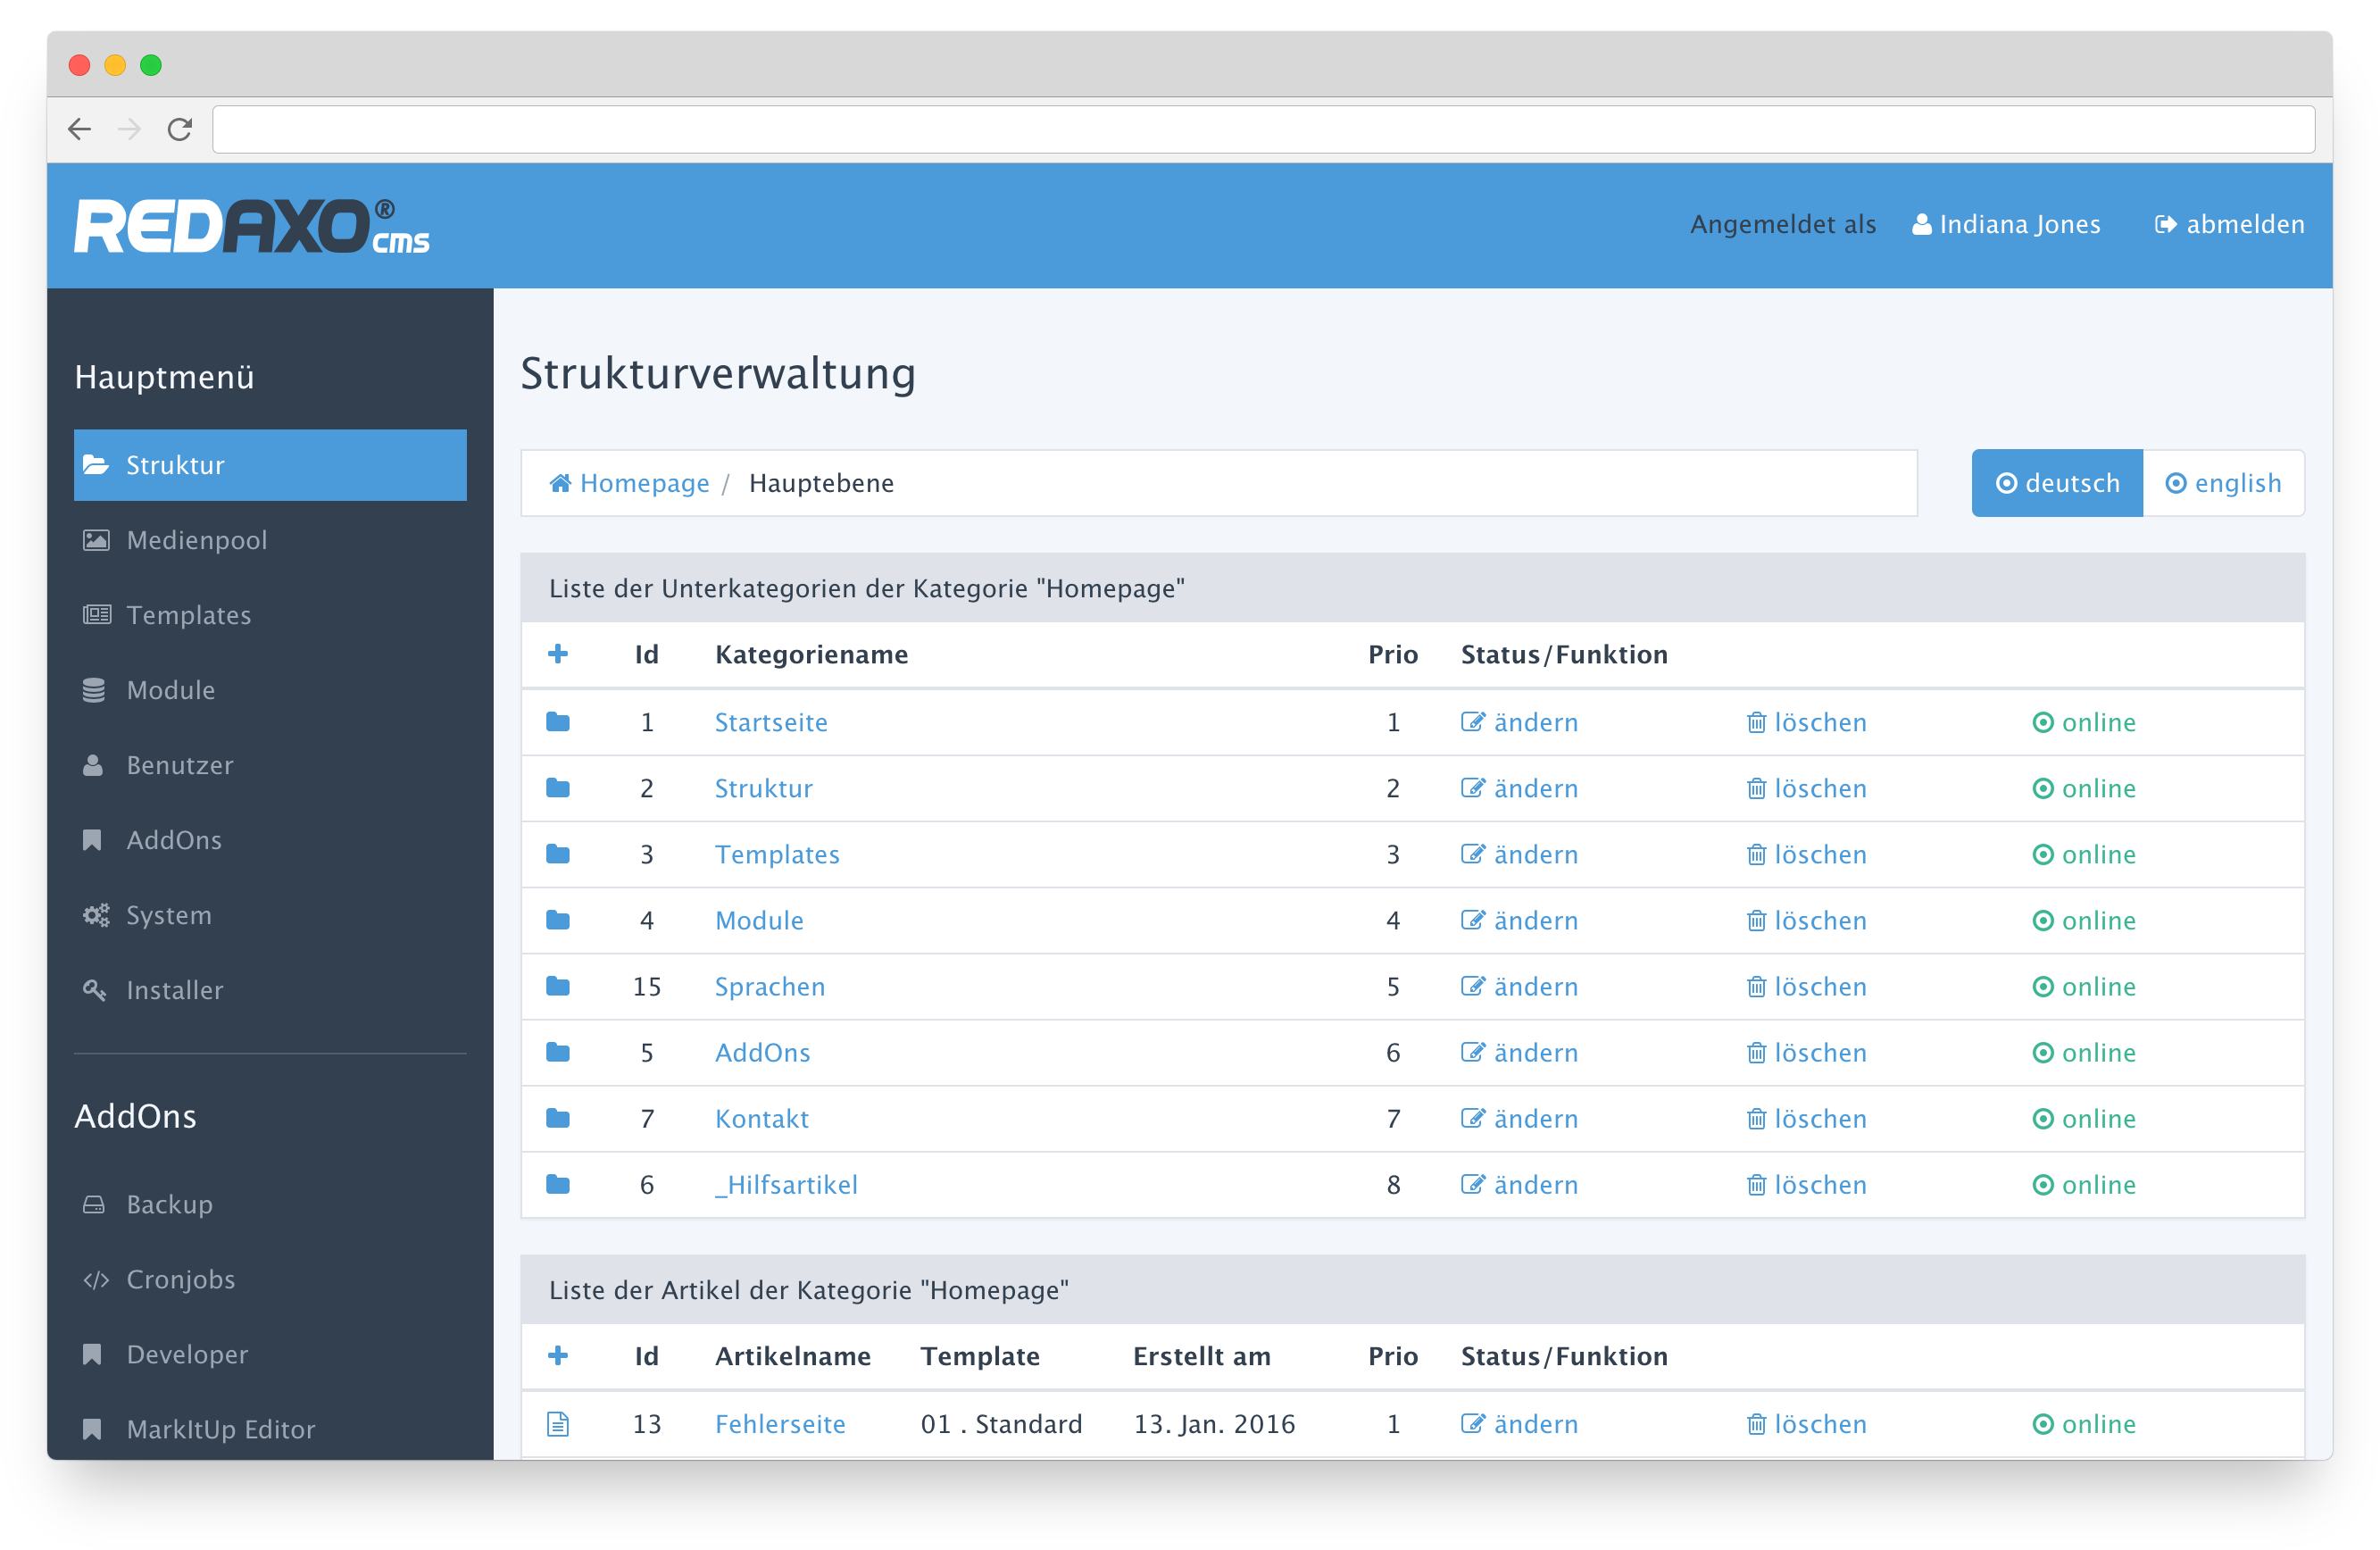 REDAXO® cms
Angemeldet als Indiana Jones abmelden
Hauptmenü
Struktur
Medienpool
Templates
Module
Benutzer
AddOns
System
Installer
AddOns
Backup
Cronjobs
Developer
MarkItUp Editor
Strukturverwaltung
Homepage / Hauptebene
deutsch english
Liste der Unterkategorien der Kategorie "Homepage"
Id Kategoriename Prio Status/Funktion
1 Startseite 1 ändern löschen online
2 Struktur 2 ändern löschen online
3 Templates 3 ändern löschen online
4 Module 4 ändern löschen online
15 Sprachen 5 ändern löschen online
5 AddOns 6 ändern löschen online
7 Kontakt 7 ändern löschen online
6 _Hilfsartikel 8 ändern löschen online
Liste der Artikel der Kategorie "Homepage"
Id Artikelname Template Erstellt am Prio Status/Funktion
13 Fehlerseite 01 . Standard 13. Jan. 2016 1 ändern löschen online